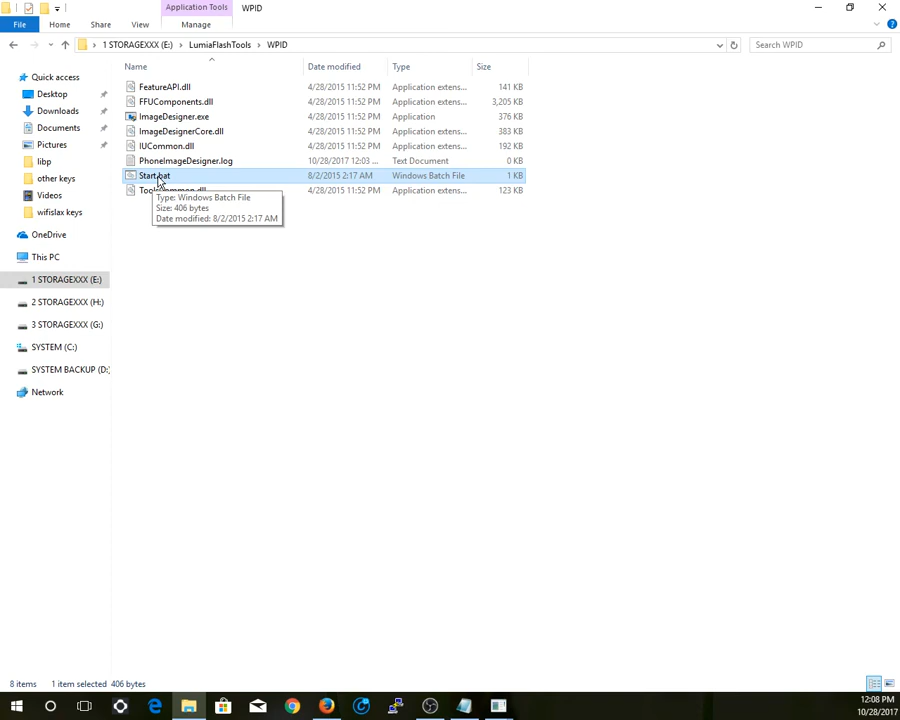 Application Tools WPID
File Home Share View Manage
1 STORAGEXXX (E:) LumiaFlashTools WPID Search WPID
Name Date modified Type Size
Quick access
Desktop
Downloads
Documents
Pictures
libp
other keys
Videos
wifislax keys
OneDrive
This PC
1 STORAGEXXX (E:)
2 STORAGEXXX (H:)
3 STORAGEXXX (G:)
SYSTEM (C:)
SYSTEM BACKUP (D:)
Network
FeatureAPI.dll 4/28/2015 11:52 PM Application extens... 141 KB
FFUComponents.dll 4/28/2015 11:52 PM Application extens... 3,205 KB
ImageDesigner.exe 4/28/2015 11:52 PM Application 376 KB
ImageDesignerCore.dll 4/28/2015 11:52 PM Application extens... 383 KB
IUCommon.dll 4/28/2015 11:52 PM Application extens... 192 KB
PhoneImageDesigner.log 10/28/2017 12:03 ... Text Document 0 KB
Start.bat 8/2/2015 2:17 AM Windows Batch File 1 KB
ToolsCommon.dll 4/28/2015 11:52 PM Application extens... 123 KB
Type: Windows Batch File
Size: 406 bytes
Date modified: 8/2/2015 2:17 AM
8 items 1 item selected 406 bytes
12:08 PM
10/28/2017